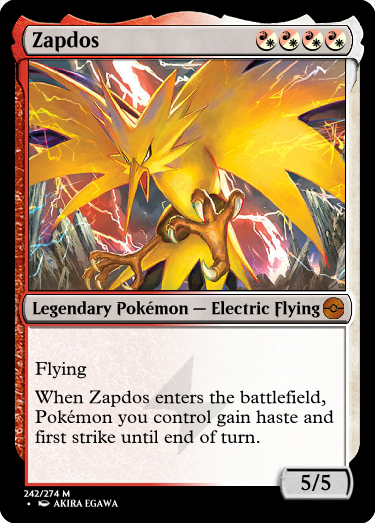 Zapdos
Legendary Pokémon — Electric Flying
Flying
When Zapdos enters the battlefield,
Pokémon you control gain haste and
first strike until end of turn.
5/5
242/274 M
• AKIRA EGAWA